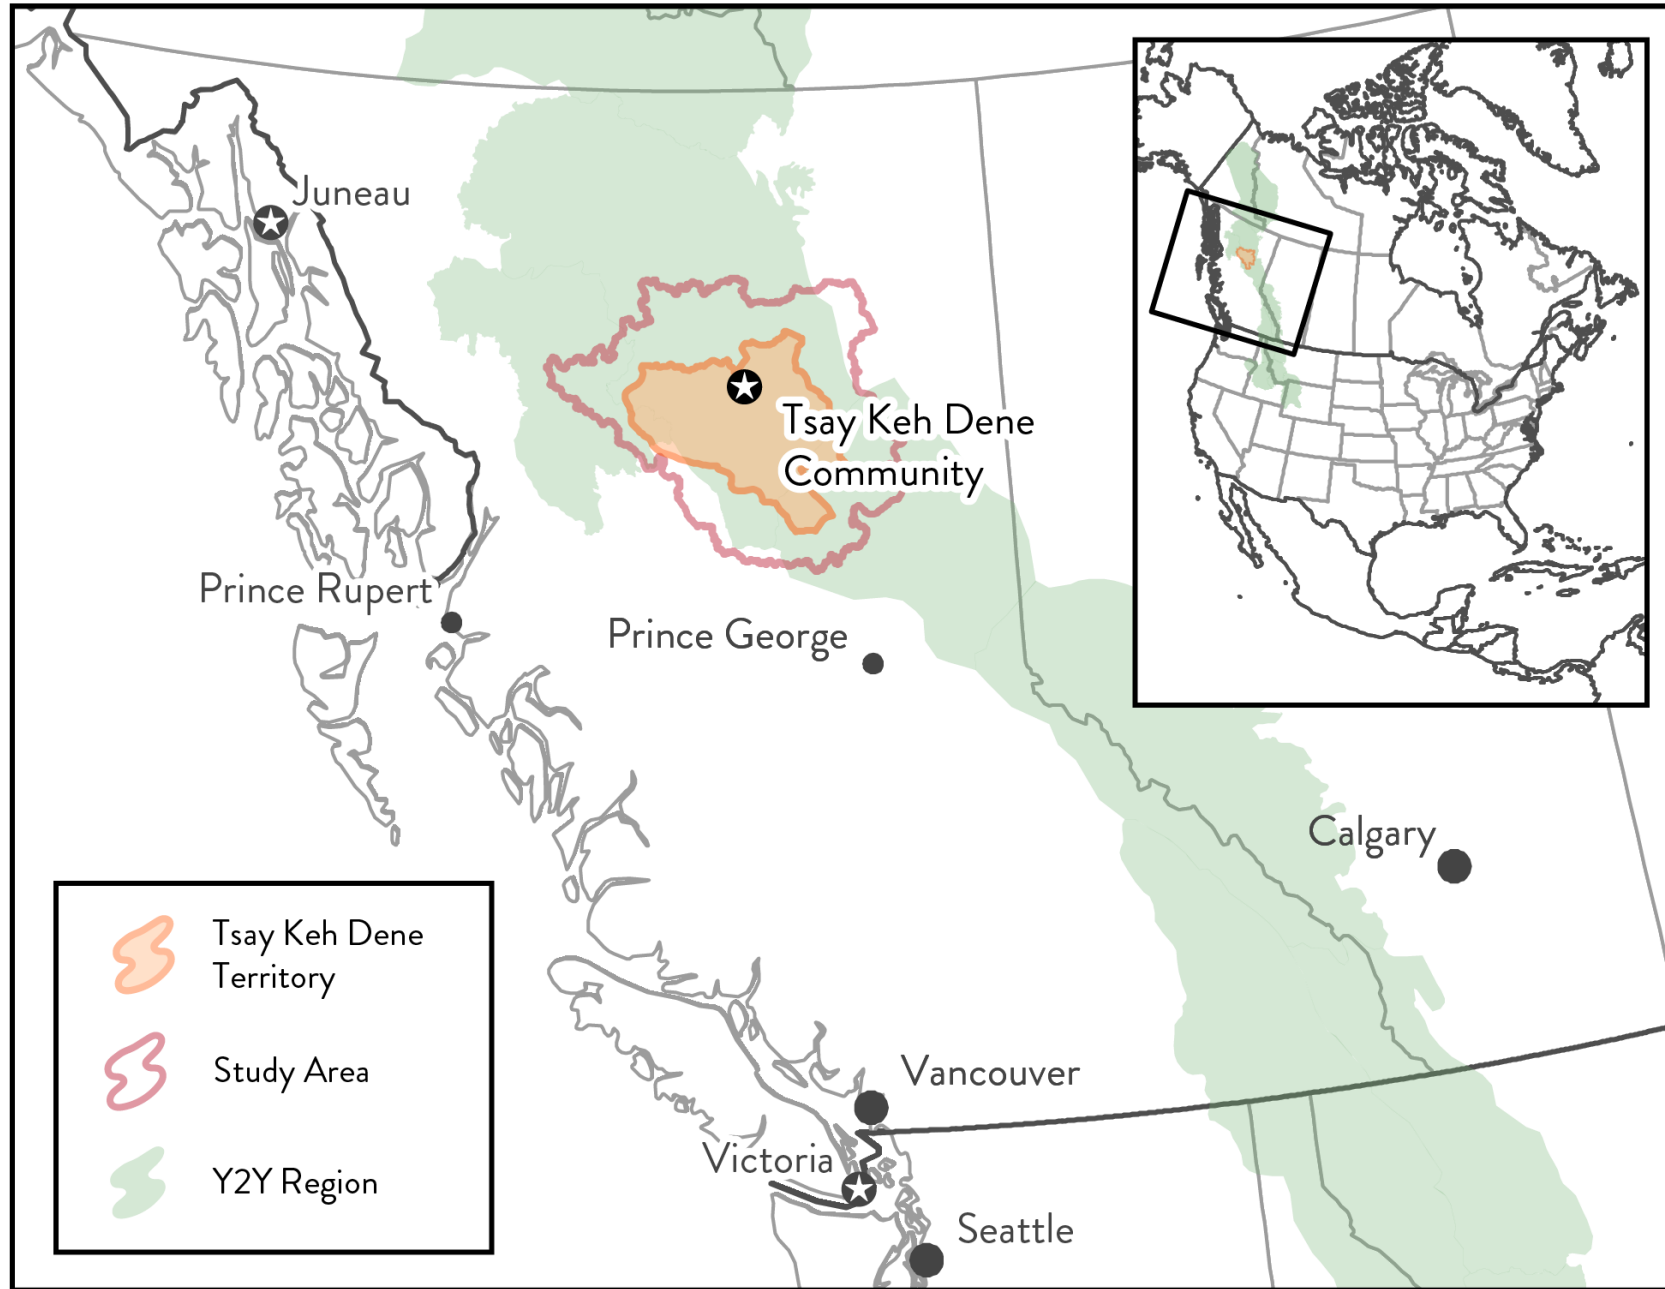 Juneau
Tsay Keh Dene
Community
Prince Rupert
Prince George
Calgary
Vancouver
Victoria
Seattle
Tsay Keh Dene
Territory
Study Area
Y2Y Region